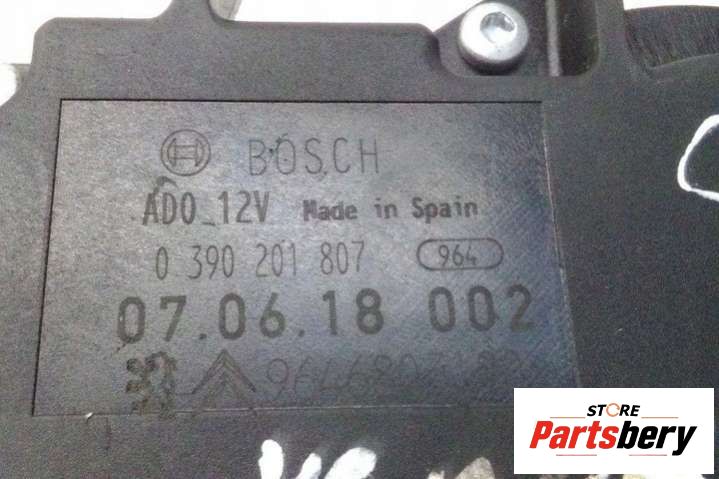 BOSCH
AD0_12V Made in Spain
0 390 201 807 964
07.06.18 002
STORE
Partsbery